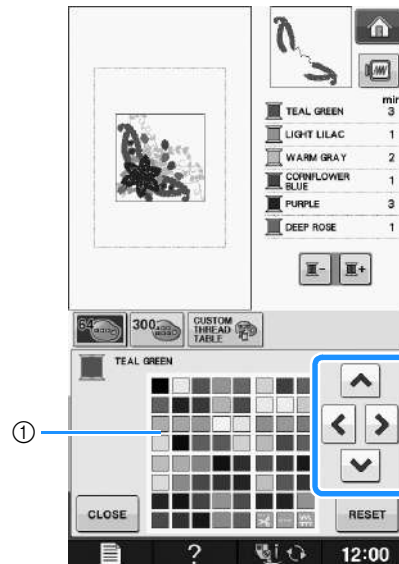 min
TEAL GREEN 3
LIGHT LILAC 1
WARM GRAY 2
CORNFLOWER
BLUE 1
PURPLE 3
DEEP ROSE 1
- +
64 300 CUSTOM
THREAD
TABLE
TEAL GREEN
①
CLOSE RESET
? i 12:00